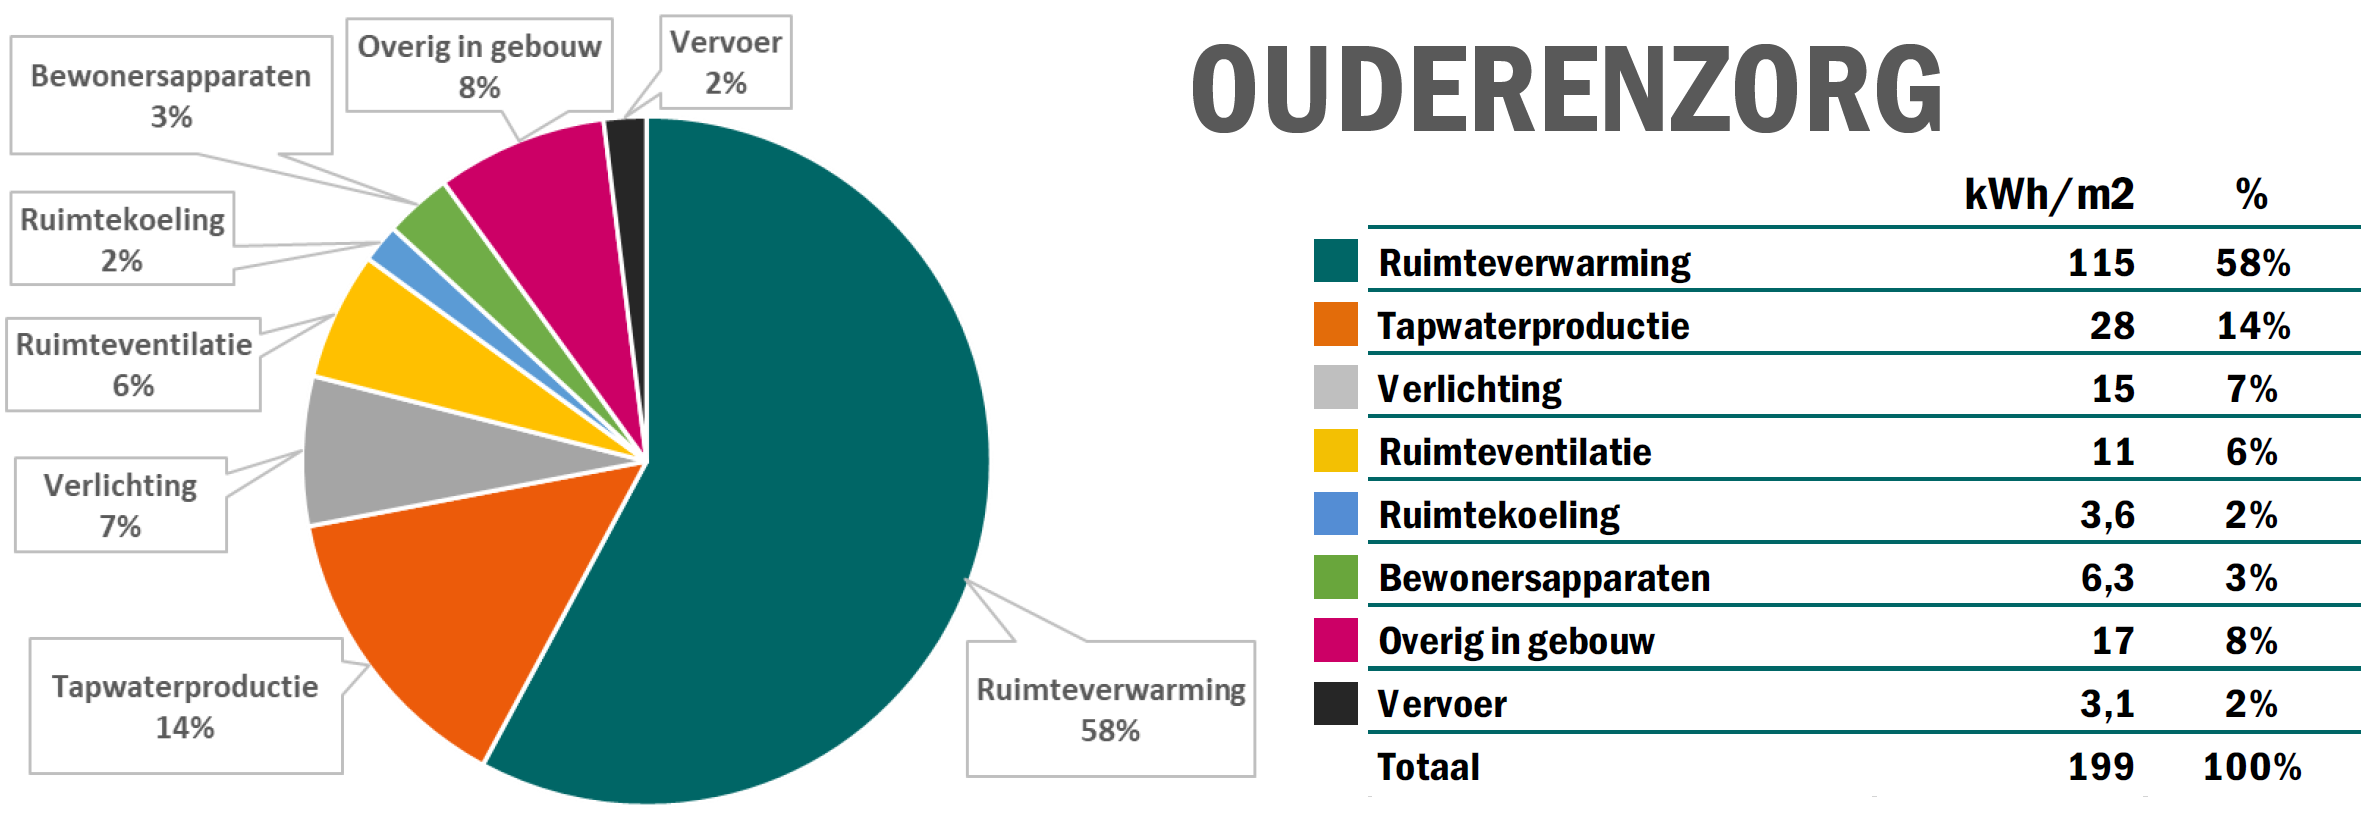 Bewonersapparaten
3%
Overig in gebouw
8%
Vervoer
2%
Ruimtekoeling
2%
Ruimteventilatie
6%
Verlichting
7%
Tapwaterproductie
14%
Ruimteverwarming
58%
OUDERENZORG
kWh/m2 %
Ruimteverwarming 115 58%
Tapwaterproductie 28 14%
Verlichting 15 7%
Ruimteventilatie 11 6%
Ruimtekoeling 3,6 2%
Bewonersapparaten 6,3 3%
Overig in gebouw 17 8%
Vervoer 3,1 2%
Totaal 199 100%